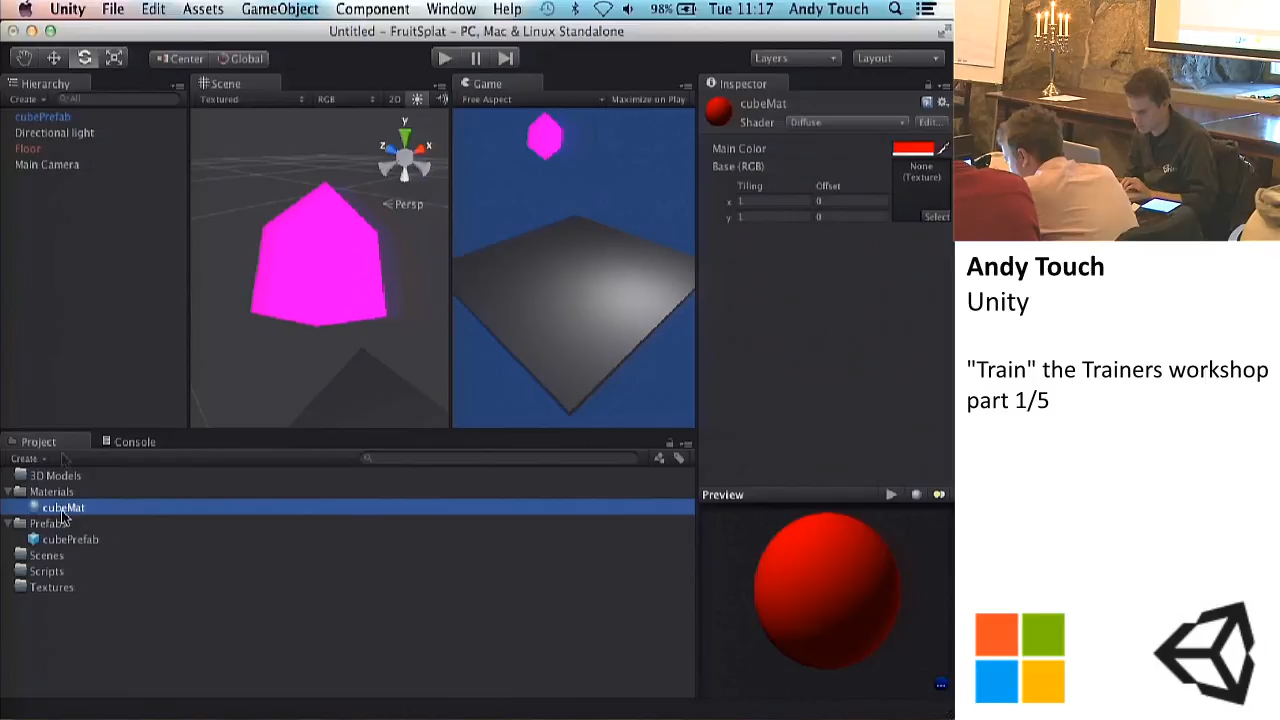 Unity File Edit Assets GameObject Component Window Help 98% Tue 11:17 Andy Touch
Untitled – FruitSplat – PC, Mac & Linux Standalone
Center Global Layers Layout
Hierarchy
Create All
cubePrefab
Directional light
Floor
Main Camera
Scene
Textured RGB 2D
y
z x
Persp
Game
Free Aspect Maximize on Play
Inspector
cubeMat
Shader Diffuse Edit...
Main Color
Base (RGB)
None
(Texture)
Tiling Offset
x 1 0
y 1 0
Select
Project Console
Create
3D Models
Materials
cubeMat
Prefabs
cubePrefab
Scenes
Scripts
Textures
Preview
Andy Touch
Unity
"Train" the Trainers workshop
part 1/5